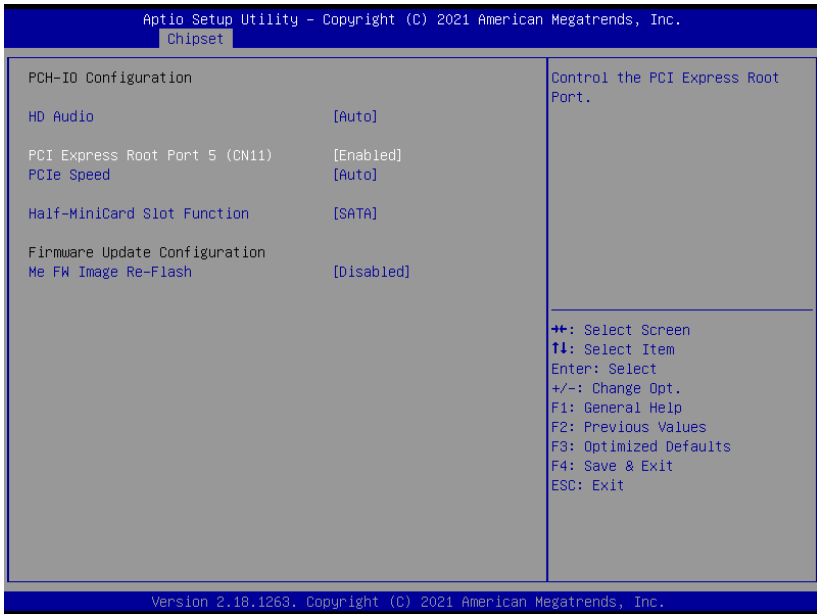 Aptio Setup Utility – Copyright (C) 2021 American Megatrends, Inc.
Chipset
PCH-IO Configuration
HD Audio [Auto]
PCI Express Root Port 5 (CN11) [Enabled]
PCIe Speed [Auto]
Half-MiniCard Slot Function [SATA]
Firmware Update Configuration
Me FW Image Re-Flash [Disabled]
Control the PCI Express Root
Port.
→←: Select Screen
↑↓: Select Item
Enter: Select
+/-: Change Opt.
F1: General Help
F2: Previous Values
F3: Optimized Defaults
F4: Save & Exit
ESC: Exit
Version 2.18.1263. Copyright (C) 2021 American Megatrends, Inc.